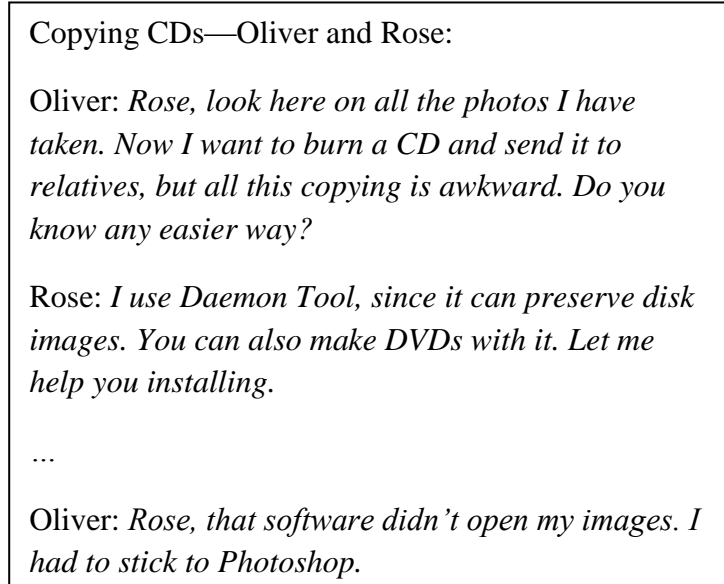 Copying CDs—Oliver and Rose:
Oliver: Rose, look here on all the photos I have
taken. Now I want to burn a CD and send it to
relatives, but all this copying is awkward. Do you
know any easier way?
Rose: I use Daemon Tool, since it can preserve disk
images. You can also make DVDs with it. Let me
help you installing.
…
Oliver: Rose, that software didn’t open my images. I
had to stick to Photoshop.